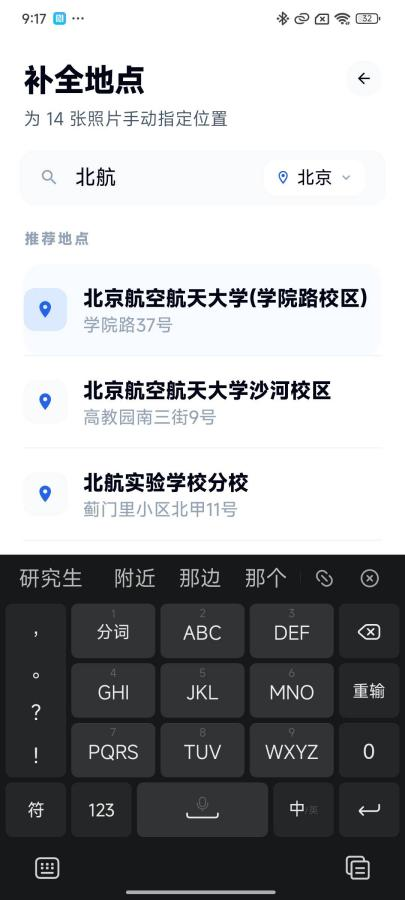 9:17
32
补全地点
为 14 张照片手动指定位置
北航
北京
推荐地点
北京航空航天大学(学院路校区)
学院路37号
北京航空航天大学沙河校区
高教园南三街9号
北航实验学校分校
蓟门里小区北甲11号
研究生 附近 那边 那个
, 1 分词 2 ABC 3 DEF
。 4 GHI 5 JKL 6 MNO 重输
? 7 PQRS 8 TUV 9 WXYZ 0
!
符 123 中/英